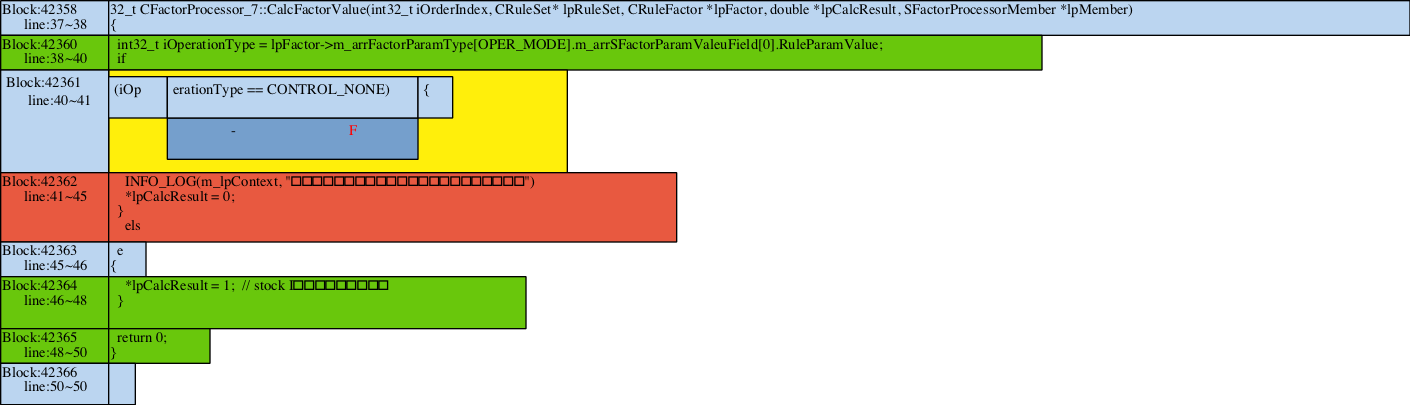 Block:42358 32_t CFactorProcessor_7::CalcFactorValue(int32_t iOrderIndex, CRuleSet* lpRuleSet, CRuleFactor *lpFactor, double *lpCalcResult, SFactorProcessorMember *lpMember)
line:37~38 {
Block:42360 int32_t iOperationType = lpFactor->m_arrFactorParamType[OPER_MODE].m_arrSFactorParamValeuField[0].RuleParamValue;
line:38~40 if
Block:42361 (iOp erationType == CONTROL_NONE) {
line:40~41
- F
Block:42362 INFO_LOG(m_lpContext, "□□□□□□□□□□□□□□□□□□□□□□")
line:41~45 *lpCalcResult = 0;
}
els
Block:42363 e
line:45~46 {
Block:42364 *lpCalcResult = 1; // stock l□□□□□□□□□
line:46~48 }
Block:42365 return 0;
line:48~50 }
Block:42366
line:50~50